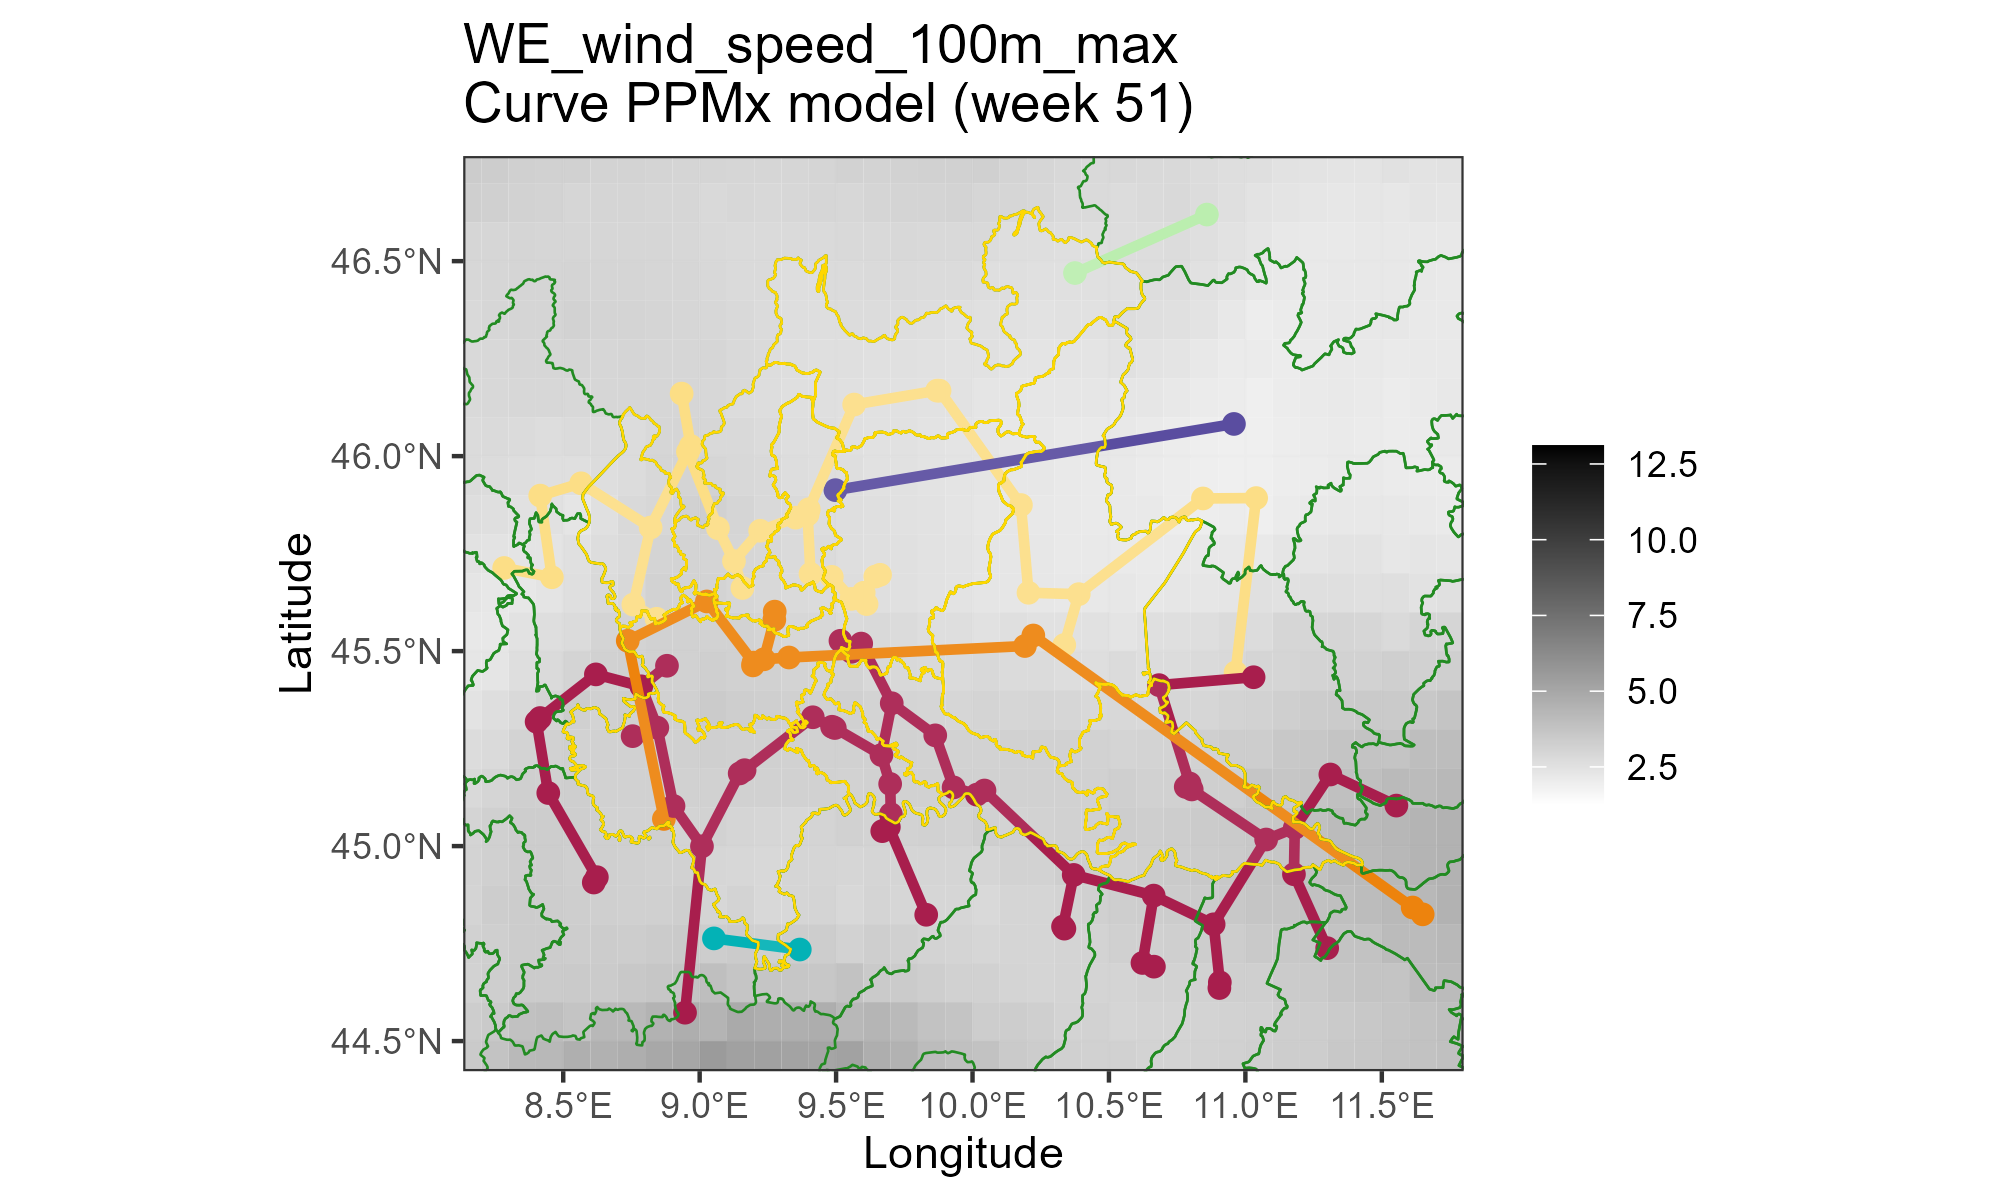 WE_wind_speed_100m_max
Curve PPMx model (week 51)
46.5°N
46.0°N
45.5°N
45.0°N
44.5°N
Latitude
8.5°E
9.0°E
9.5°E
10.0°E
10.5°E
11.0°E
11.5°E
Longitude
12.5
10.0
7.5
5.0
2.5